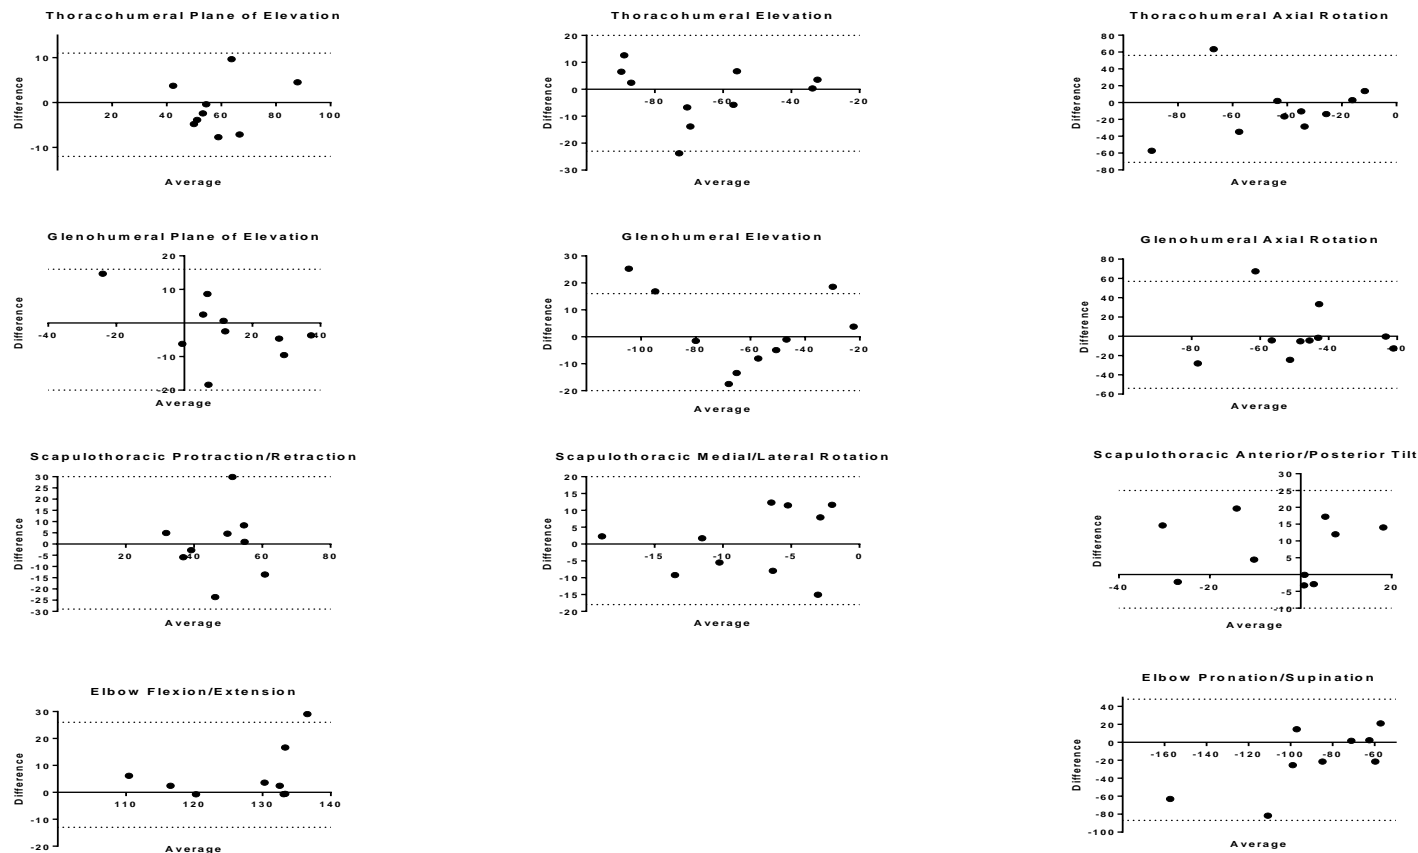 Thoracohumeral Plane of Elevation
10
0
-10
Difference
20 40 60 80 100
Average
Thoracohumeral Elevation
20
10
0
-10
-20
-30
Difference
-80 -60 -40 -20
Average
Thoracohumeral Axial Rotation
80
60
40
20
0
-20
-40
-60
-80
Difference
-80 -60 -40 -20 0
Average
Glenohumeral Plane of Elevation
20
10
-10
-20
Difference
-40 -20 20 40
Average
Glenohumeral Elevation
30
20
10
0
-10
-20
Difference
-100 -80 -60 -40 -20
Average
Glenohumeral Axial Rotation
80
60
40
20
0
-20
-40
-60
Difference
-80 -60 -40 -20
Average
Scapulothoracic Protraction/Retraction
30
25
20
15
10
5
0
-5
-10
-15
-20
-25
-30
Difference
20 40 60 80
Average
Scapulothoracic Medial/Lateral Rotation
20
15
10
5
0
-5
-10
-15
-20
Difference
-15 -10 -5 0
Average
Scapulothoracic Anterior/Posterior Tilt
30
25
20
15
10
5
-5
-10
Difference
-40 -20 20
Average
Elbow Flexion/Extension
30
20
10
0
-10
-20
Difference
110 120 130 140
Average
Elbow Pronation/Supination
40
20
0
-20
-40
-60
-80
-100
Difference
-160 -140 -120 -100 -80 -60
Average